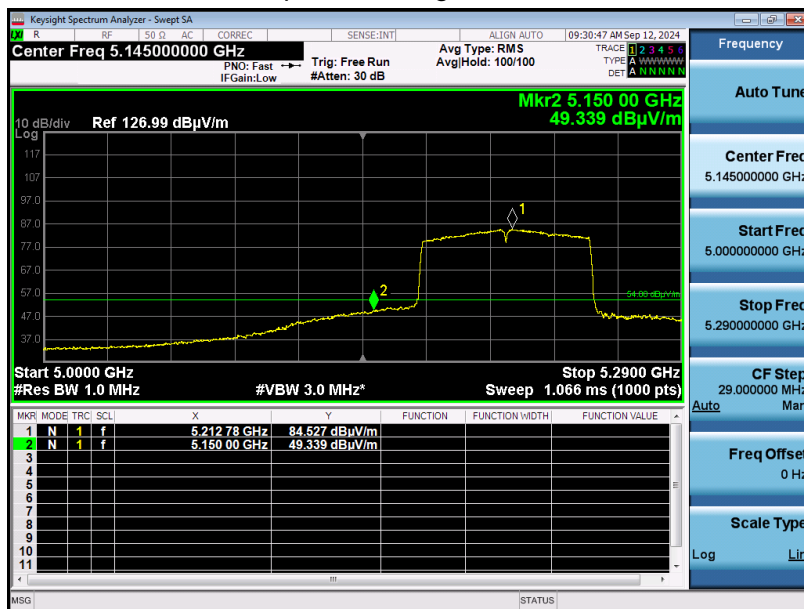 Keysight Spectrum Analyzer - Swept SA
LXI R RF 50 Ω AC CORREC SENSE:INT ALIGN AUTO 09:30:47 AM Sep 12, 2024
Center Freq 5.145000000 GHz
PNO: Fast
IFGain:Low
Trig: Free Run
#Atten: 30 dB
Avg Type: RMS
Avg|Hold: 100/100
TRACE 1 2 3 4 5 6
TYPE A W W W W W
DET A N N N N N
Mkr2 5.150 00 GHz
49.339 dBµV/m
10 dB/div Ref 126.99 dBµV/m
Log
117
107
97.0
87.0
77.0
67.0
57.0
47.0
37.0
1
2
54.00 dBµV/m
Start 5.0000 GHz Stop 5.2900 GHz
#Res BW 1.0 MHz #VBW 3.0 MHz* Sweep 1.066 ms (1000 pts)
MKR MODE TRC SCL X Y FUNCTION FUNCTION WIDTH FUNCTION VALUE
1 N 1 f 5.212 78 GHz 84.527 dBµV/m
2 N 1 f 5.150 00 GHz 49.339 dBµV/m
3
4
5
6
7
8
9
10
11
MSG STATUS
Frequency
Auto Tune
Center Freq
5.145000000 GHz
Start Freq
5.000000000 GHz
Stop Freq
5.290000000 GHz
CF Step
29.000000 MHz
Auto Man
Freq Offset
0 Hz
Scale Type
Log Lin